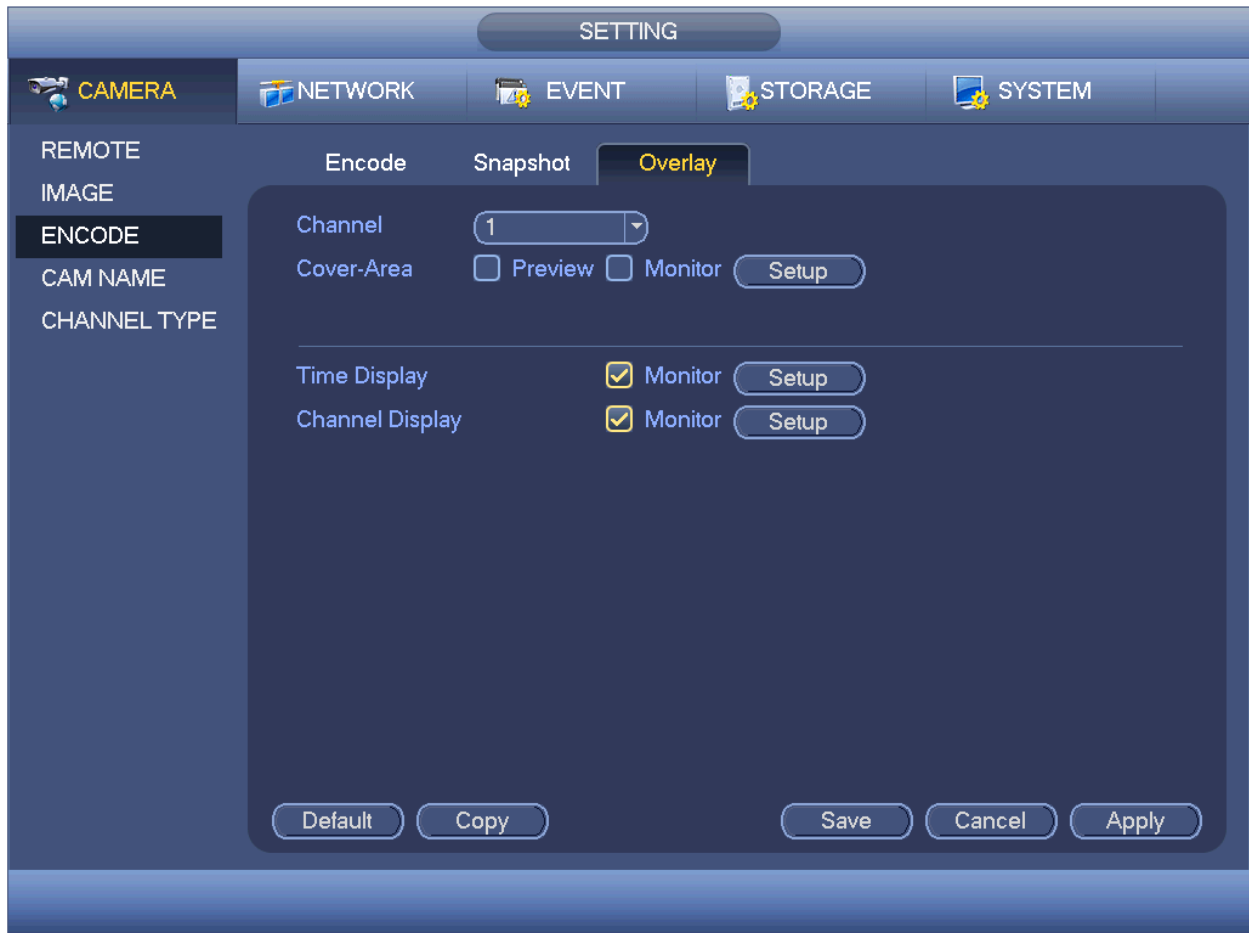 SETTING
CAMERA NETWORK EVENT STORAGE SYSTEM
REMOTE
IMAGE
ENCODE
CAM NAME
CHANNEL TYPE
Encode Snapshot Overlay
Channel 1
Cover-Area Preview Monitor Setup
Time Display Monitor Setup
Channel Display Monitor Setup
Default Copy Save Cancel Apply